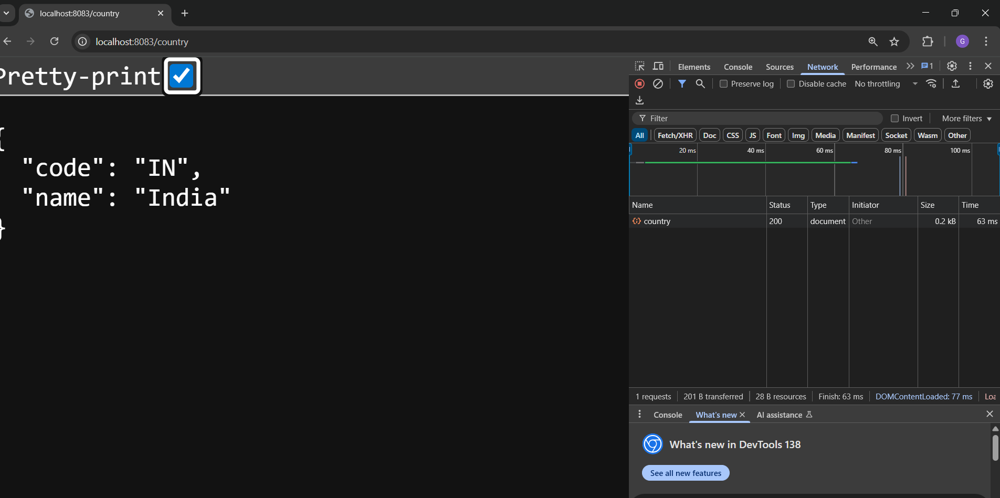 localhost:8083/country
localhost:8083/country
G
Pretty-print
{
"code": "IN",
"name": "India"
}
Elements Console Sources Network Performance 1
Preserve log Disable cache No throttling
Filter Invert More filters
All Fetch/XHR Doc CSS JS Font Img Media Manifest Socket Wasm Other
20 ms 40 ms 60 ms 80 ms 100 ms
Name Status Type Initiator Size Time
country 200 document Other 0.2 kB 63 ms
1 requests 201 B transferred 28 B resources Finish: 63 ms DOMContentLoaded: 77 ms Loa
Console What's new AI assistance
What's new in DevTools 138
See all new features